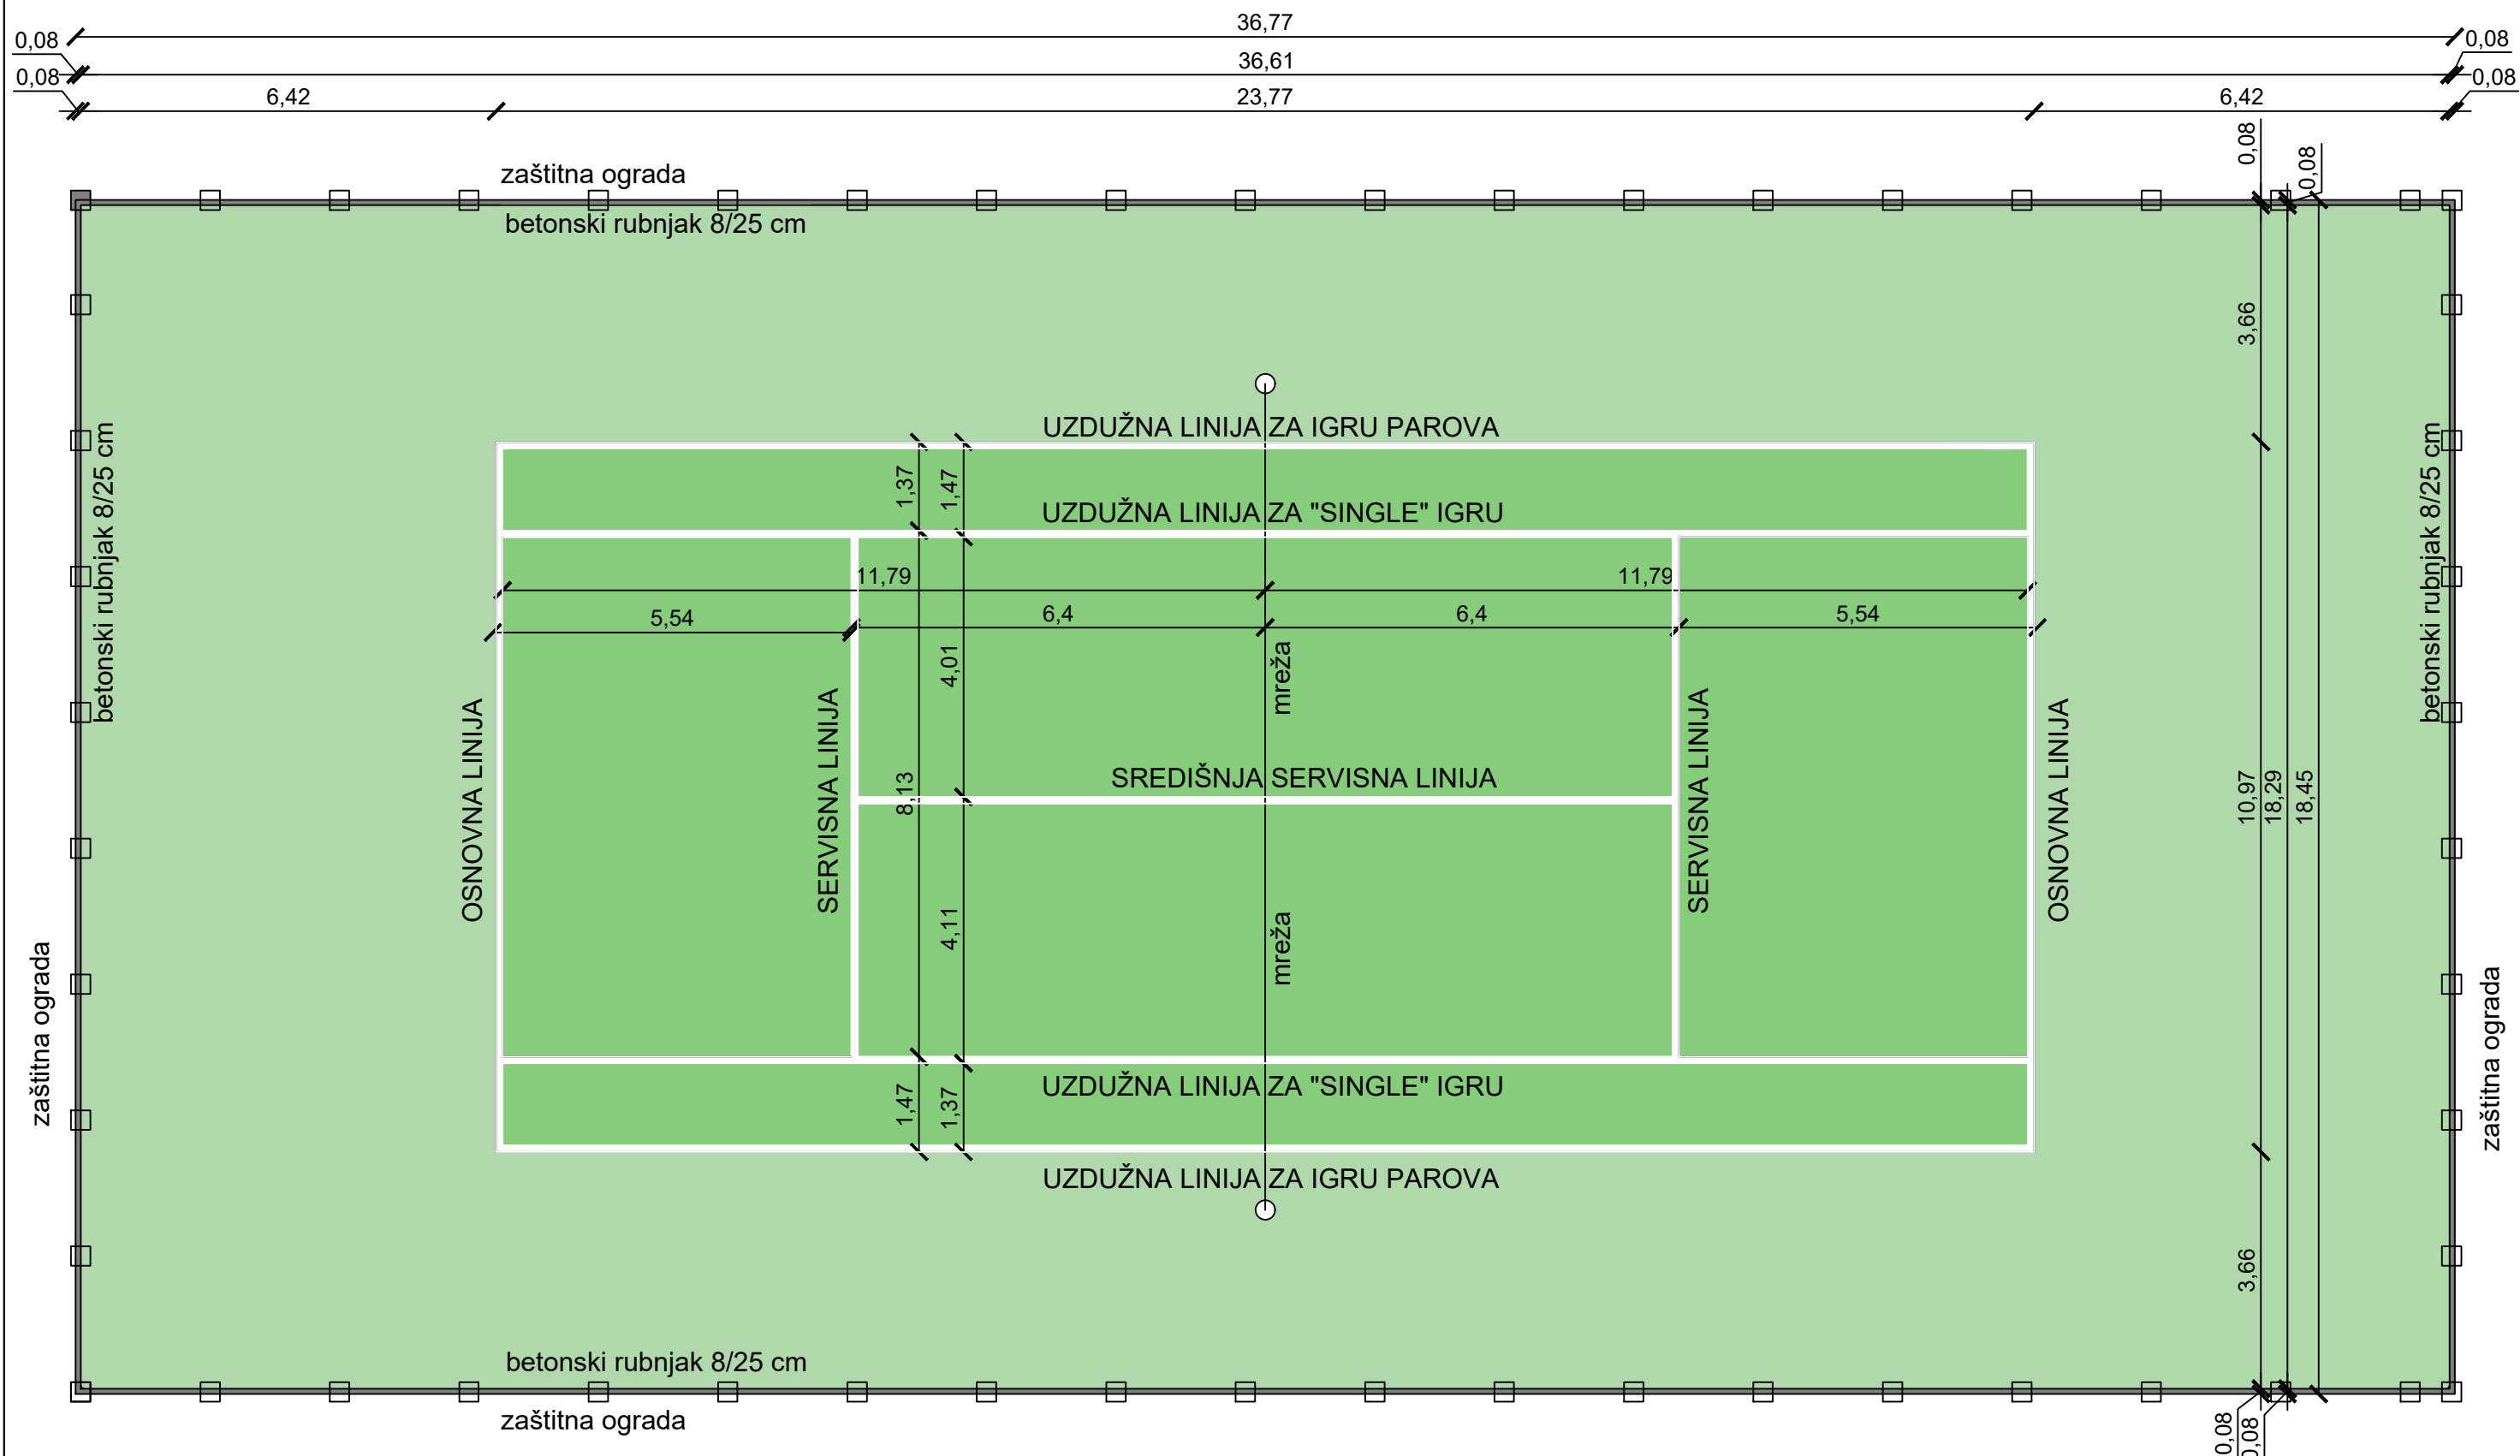 36,77
0,08
0,08
36,61
0,08
0,08
6,42
23,77
6,42
0,08
0,08
zaštitna ograda
betonski rubnjak 8/25 cm
3,66
betonski rubnjak 8/25 cm
betonski rubnjak 8/25 cm
UZDUŽNA LINIJA ZA IGRU PAROVA
1,37
1,47
UZDUŽNA LINIJA ZA "SINGLE" IGRU
11,79
11,79
5,54
6,4
6,4
5,54
4,01
mreža
OSNOVNA LINIJA
SERVISNA LINIJA
8,13
SREDIŠNJA SERVISNA LINIJA
SERVISNA LINIJA
OSNOVNA LINIJA
10,97
18,29
18,45
4,11
mreža
zaštitna ograda
zaštitna ograda
1,47
1,37
UZDUŽNA LINIJA ZA "SINGLE" IGRU
UZDUŽNA LINIJA ZA IGRU PAROVA
3,66
betonski rubnjak 8/25 cm
zaštitna ograda
0,08
0,08